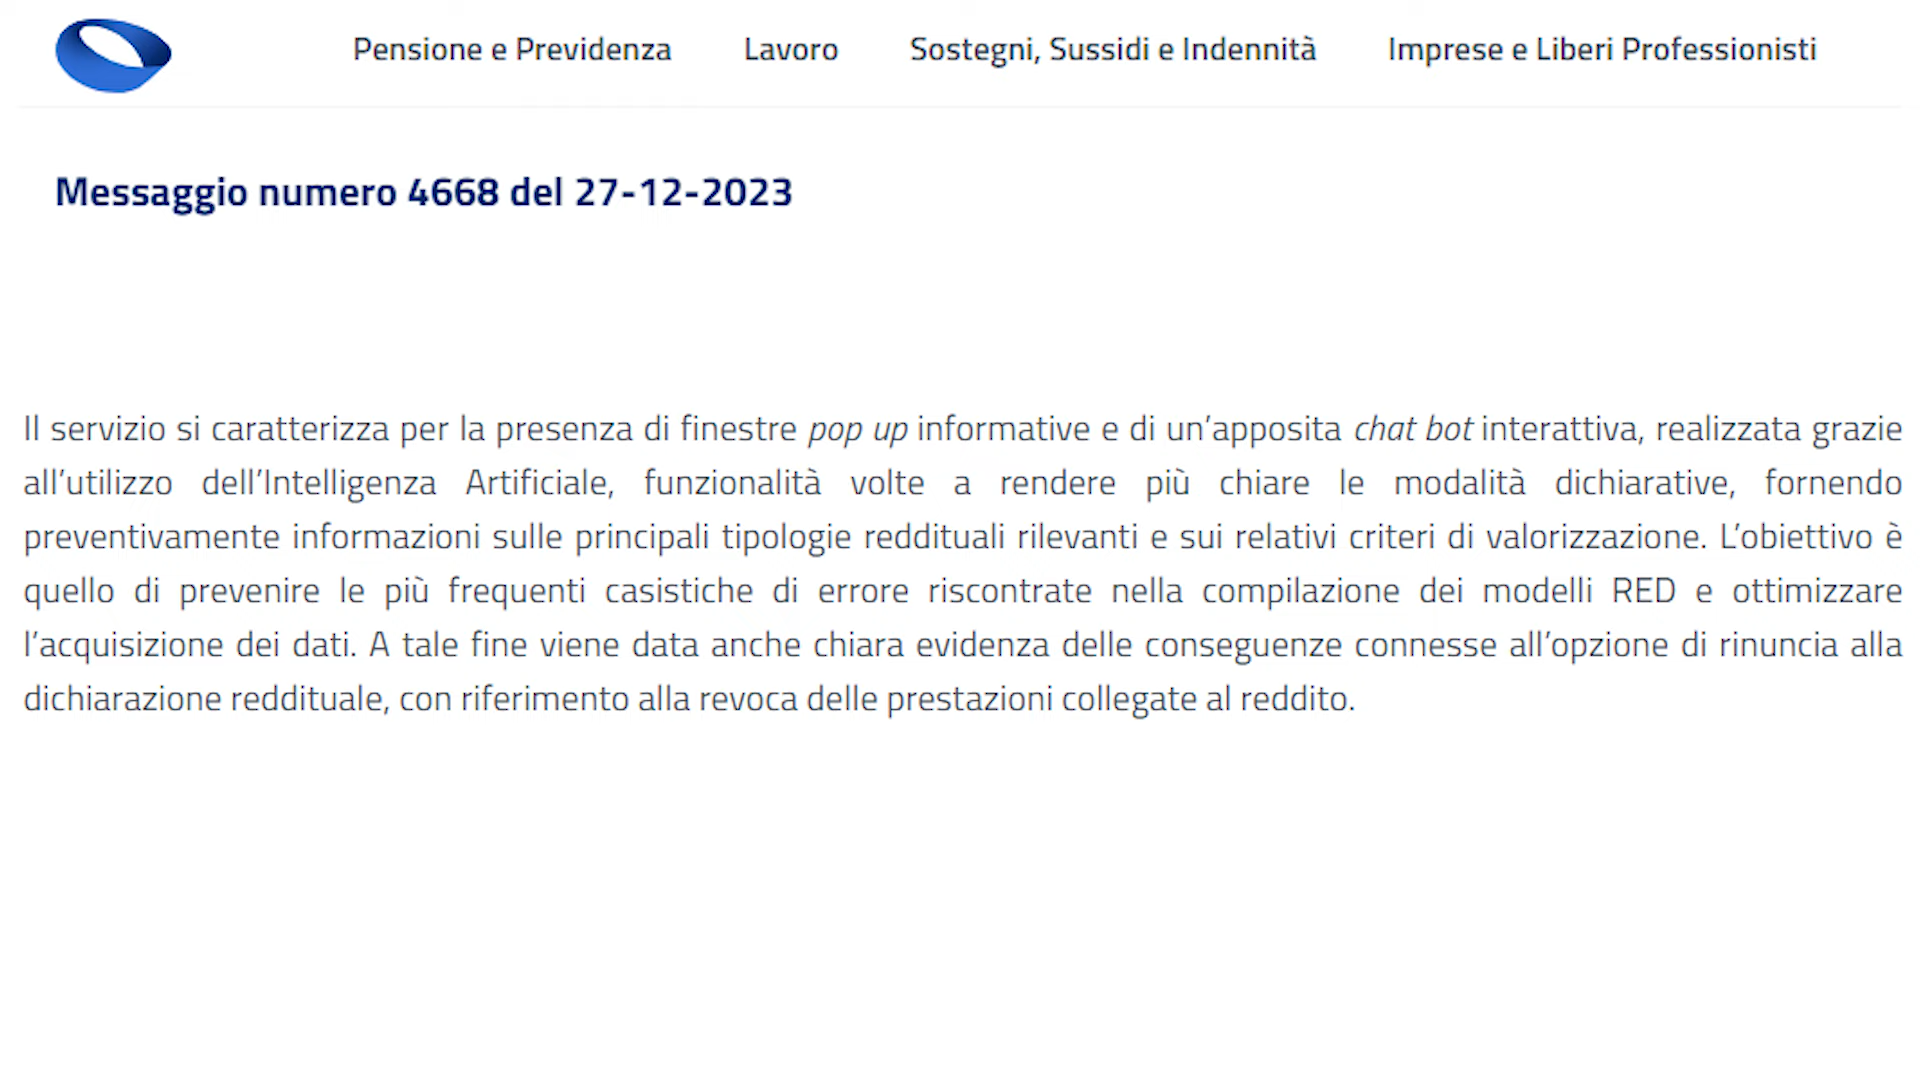 Pensione e Previdenza Lavoro Sostegni, Sussidi e Indennità Imprese e Liberi Professionisti
Messaggio numero 4668 del 27-12-2023
Il servizio si caratterizza per la presenza di finestre pop up informative e di un’apposita chat bot interattiva, realizzata grazie
all’utilizzo dell’Intelligenza Artificiale, funzionalità volte a rendere più chiare le modalità dichiarative, fornendo
preventivamente informazioni sulle principali tipologie reddituali rilevanti e sui relativi criteri di valorizzazione. L’obiettivo è
quello di prevenire le più frequenti casistiche di errore riscontrate nella compilazione dei modelli RED e ottimizzare
l’acquisizione dei dati. A tale fine viene data anche chiara evidenza delle conseguenze connesse all’opzione di rinuncia alla
dichiarazione reddituale, con riferimento alla revoca delle prestazioni collegate al reddito.